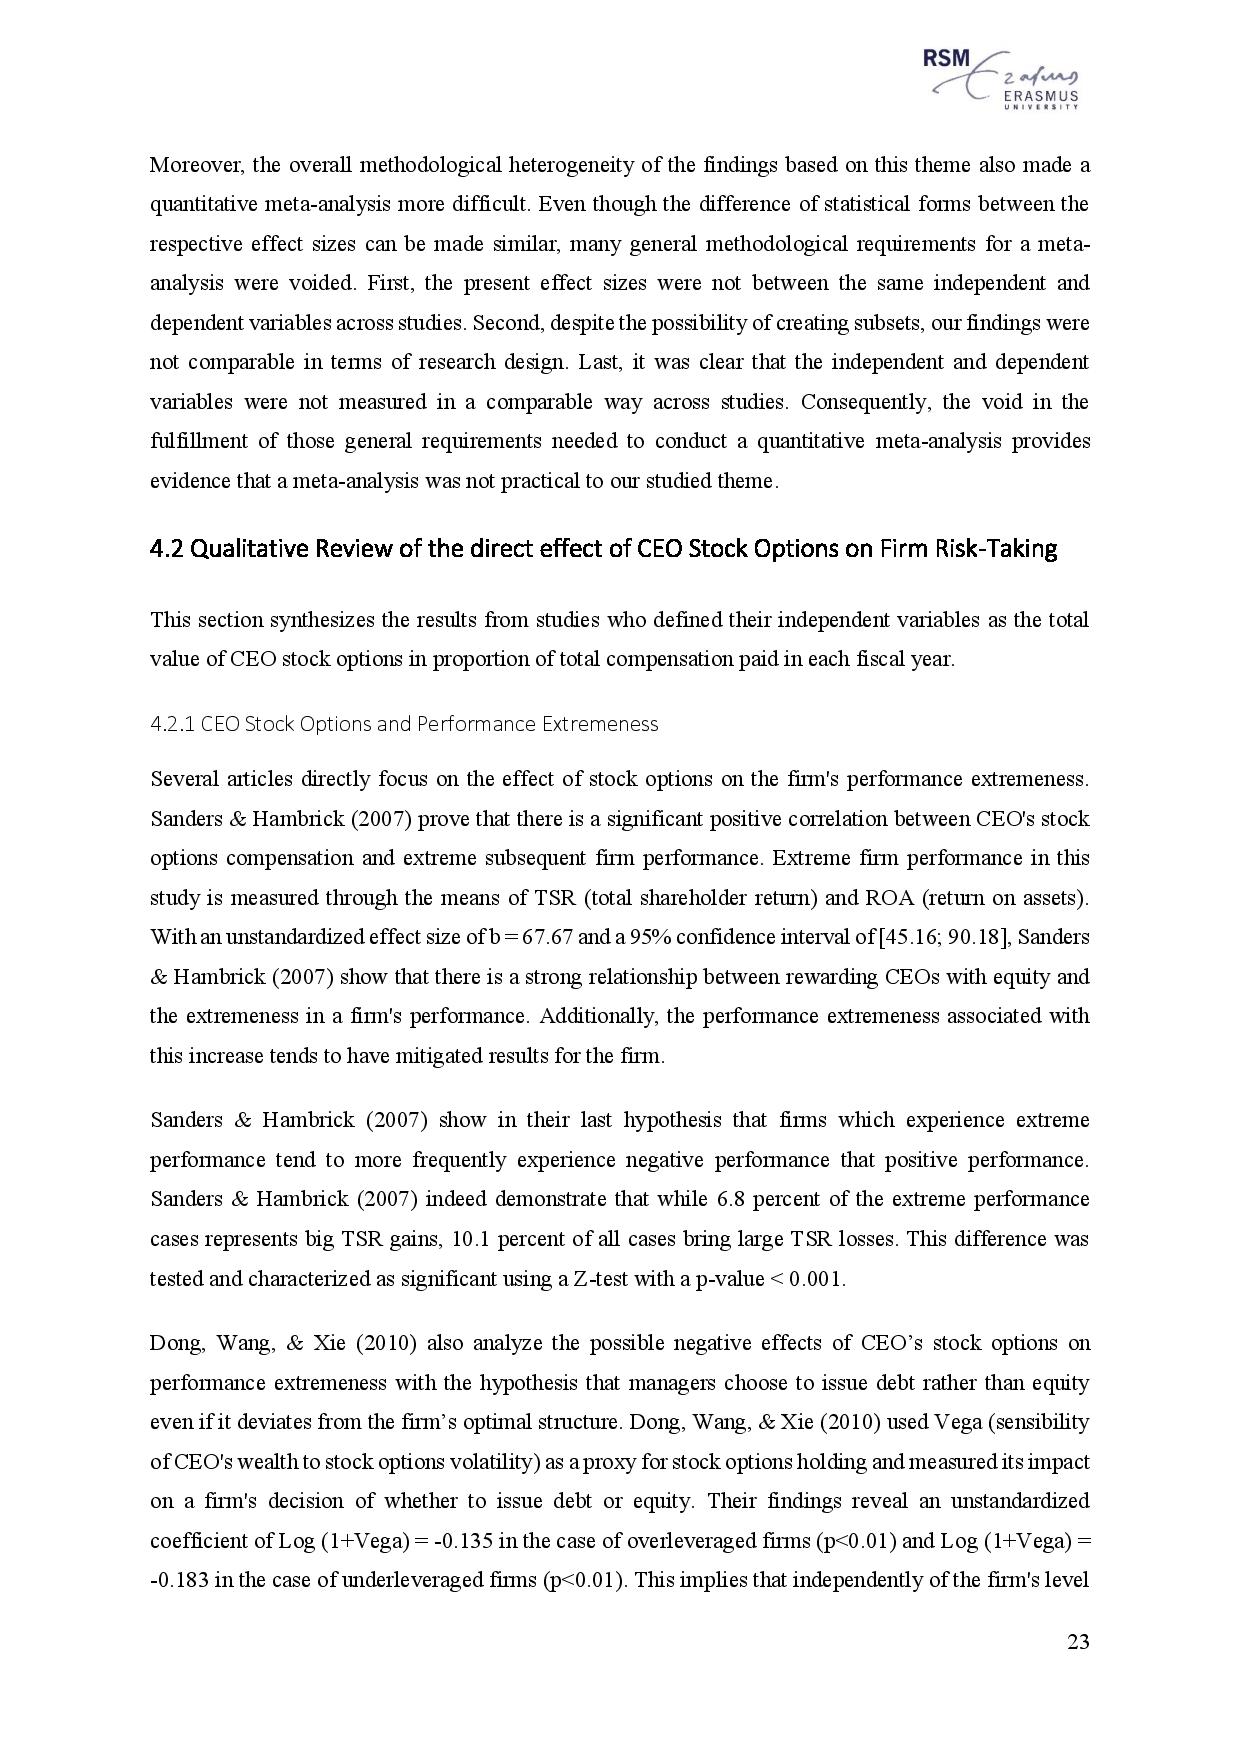 RSM
Erasmus
ERASMUS
UNIVERSITY
Moreover, the overall methodological heterogeneity of the findings based on this theme also made a
quantitative meta-analysis more difficult. Even though the difference of statistical forms between the
respective effect sizes can be made similar, many general methodological requirements for a meta-
analysis were voided. First, the present effect sizes were not between the same independent and
dependent variables across studies. Second, despite the possibility of creating subsets, our findings were
not comparable in terms of research design. Last, it was clear that the independent and dependent
variables were not measured in a comparable way across studies. Consequently, the void in the
fulfillment of those general requirements needed to conduct a quantitative meta-analysis provides
evidence that a meta-analysis was not practical to our studied theme.
4.2 Qualitative Review of the direct effect of CEO Stock Options on Firm Risk-Taking
This section synthesizes the results from studies who defined their independent variables as the total
value of CEO stock options in proportion of total compensation paid in each fiscal year.
4.2.1 CEO Stock Options and Performance Extremeness
Several articles directly focus on the effect of stock options on the firm's performance extremeness.
Sanders & Hambrick (2007) prove that there is a significant positive correlation between CEO's stock
options compensation and extreme subsequent firm performance. Extreme firm performance in this
study is measured through the means of TSR (total shareholder return) and ROA (return on assets).
With an unstandardized effect size of b = 67.67 and a 95% confidence interval of [45.16; 90.18], Sanders
& Hambrick (2007) show that there is a strong relationship between rewarding CEOs with equity and
the extremeness in a firm's performance. Additionally, the performance extremeness associated with
this increase tends to have mitigated results for the firm.
Sanders & Hambrick (2007) show in their last hypothesis that firms which experience extreme
performance tend to more frequently experience negative performance that positive performance.
Sanders & Hambrick (2007) indeed demonstrate that while 6.8 percent of the extreme performance
cases represents big TSR gains, 10.1 percent of all cases bring large TSR losses. This difference was
tested and characterized as significant using a Z-test with a p-value < 0.001.
Dong, Wang, & Xie (2010) also analyze the possible negative effects of CEO’s stock options on
performance extremeness with the hypothesis that managers choose to issue debt rather than equity
even if it deviates from the firm’s optimal structure. Dong, Wang, & Xie (2010) used Vega (sensibility
of CEO's wealth to stock options volatility) as a proxy for stock options holding and measured its impact
on a firm's decision of whether to issue debt or equity. Their findings reveal an unstandardized
coefficient of Log (1+Vega) = -0.135 in the case of overleveraged firms (p<0.01) and Log (1+Vega) =
-0.183 in the case of underleveraged firms (p<0.01). This implies that independently of the firm's level
23